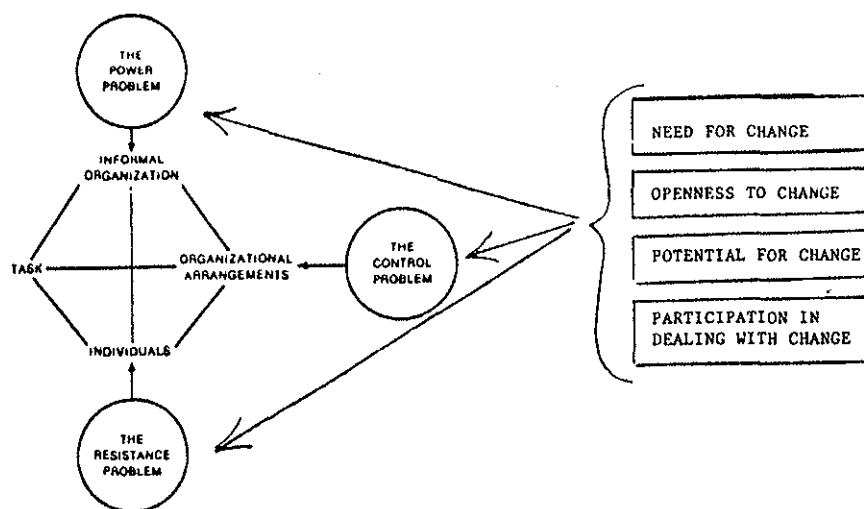 THE
POWER
PROBLEM
INFORMAL
ORGANIZATION
TASK
ORGANIZATIONAL
ARRANGEMENTS
THE
CONTROL
PROBLEM
INDIVIDUALS
THE
RESISTANCE
PROBLEM
NEED FOR CHANGE
OPENNESS TO CHANGE
POTENTIAL FOR CHANGE
PARTICIPATION IN
DEALING WITH CHANGE